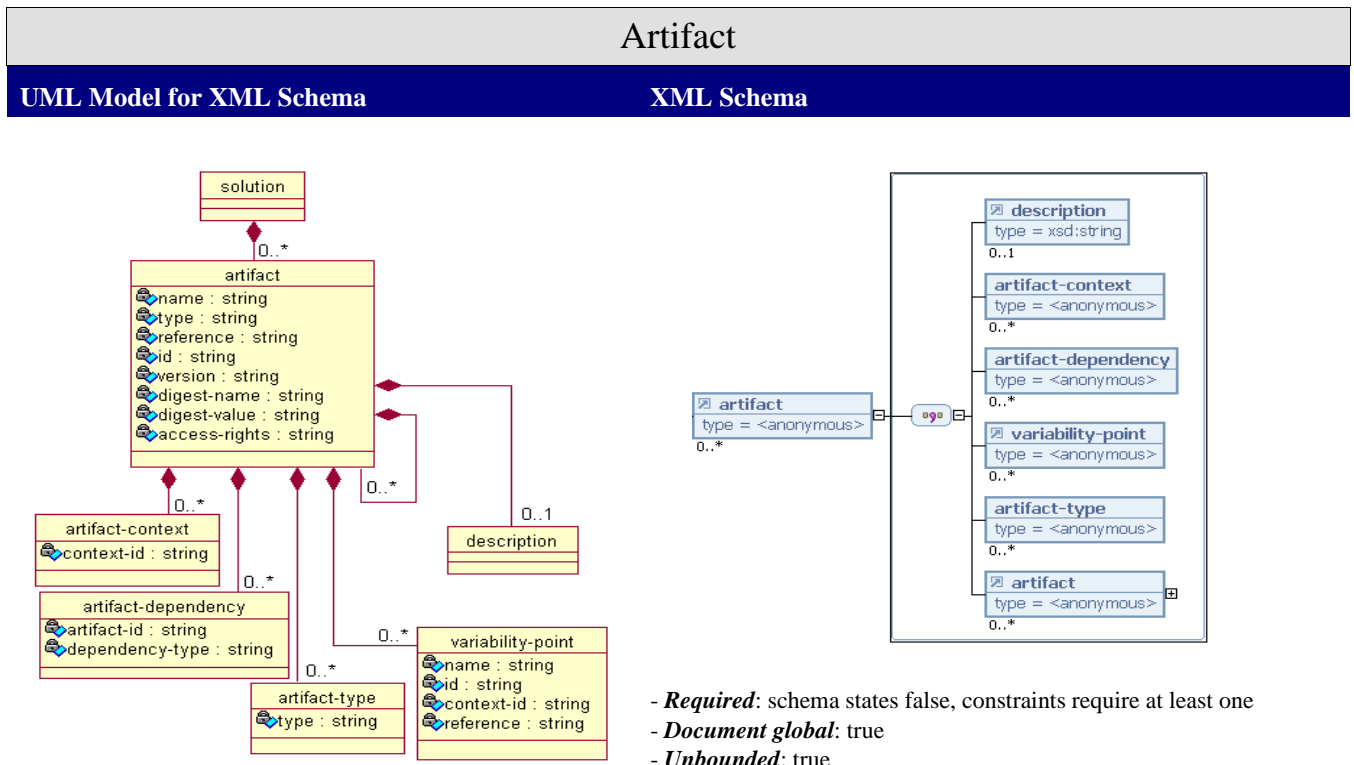 Artifact
UML Model for XML Schema
XML Schema
solution
0..*
artifact
name : string
type : string
reference : string
id : string
version : string
digest-name : string
digest-value : string
access-rights : string
0..*
0..*
artifact-context
context-id : string
0..1
description
0..*
artifact-dependency
artifact-id : string
dependency-type : string
0..*
artifact-type
type : string
0..*
variability-point
name : string
id : string
context-id : string
reference : string
artifact
type = <anonymous>
0..*
description
type = xsd:string
0..1
artifact-context
type = <anonymous>
0..*
artifact-dependency
type = <anonymous>
0..*
variability-point
type = <anonymous>
0..*
artifact-type
type = <anonymous>
0..*
artifact
type = <anonymous>
0..*
- Required: schema states false, constraints require at least one
- Document global: true
- Unbounded: true